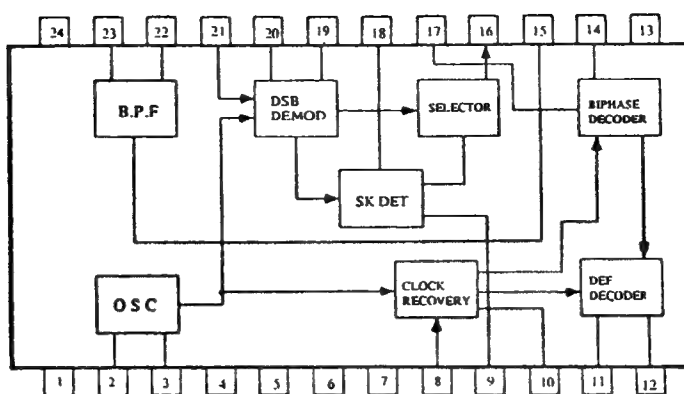 24 23 22 21 20 19 18 17 16 15 14 13
B.P.F
DSB
DEMOD
SELECTOR
BIPHASE
DECODER
SK DET
OSC
CLOCK
RECOVERY
DEF
DECODER
1 2 3 4 5 6 7 8 9 10 11 12